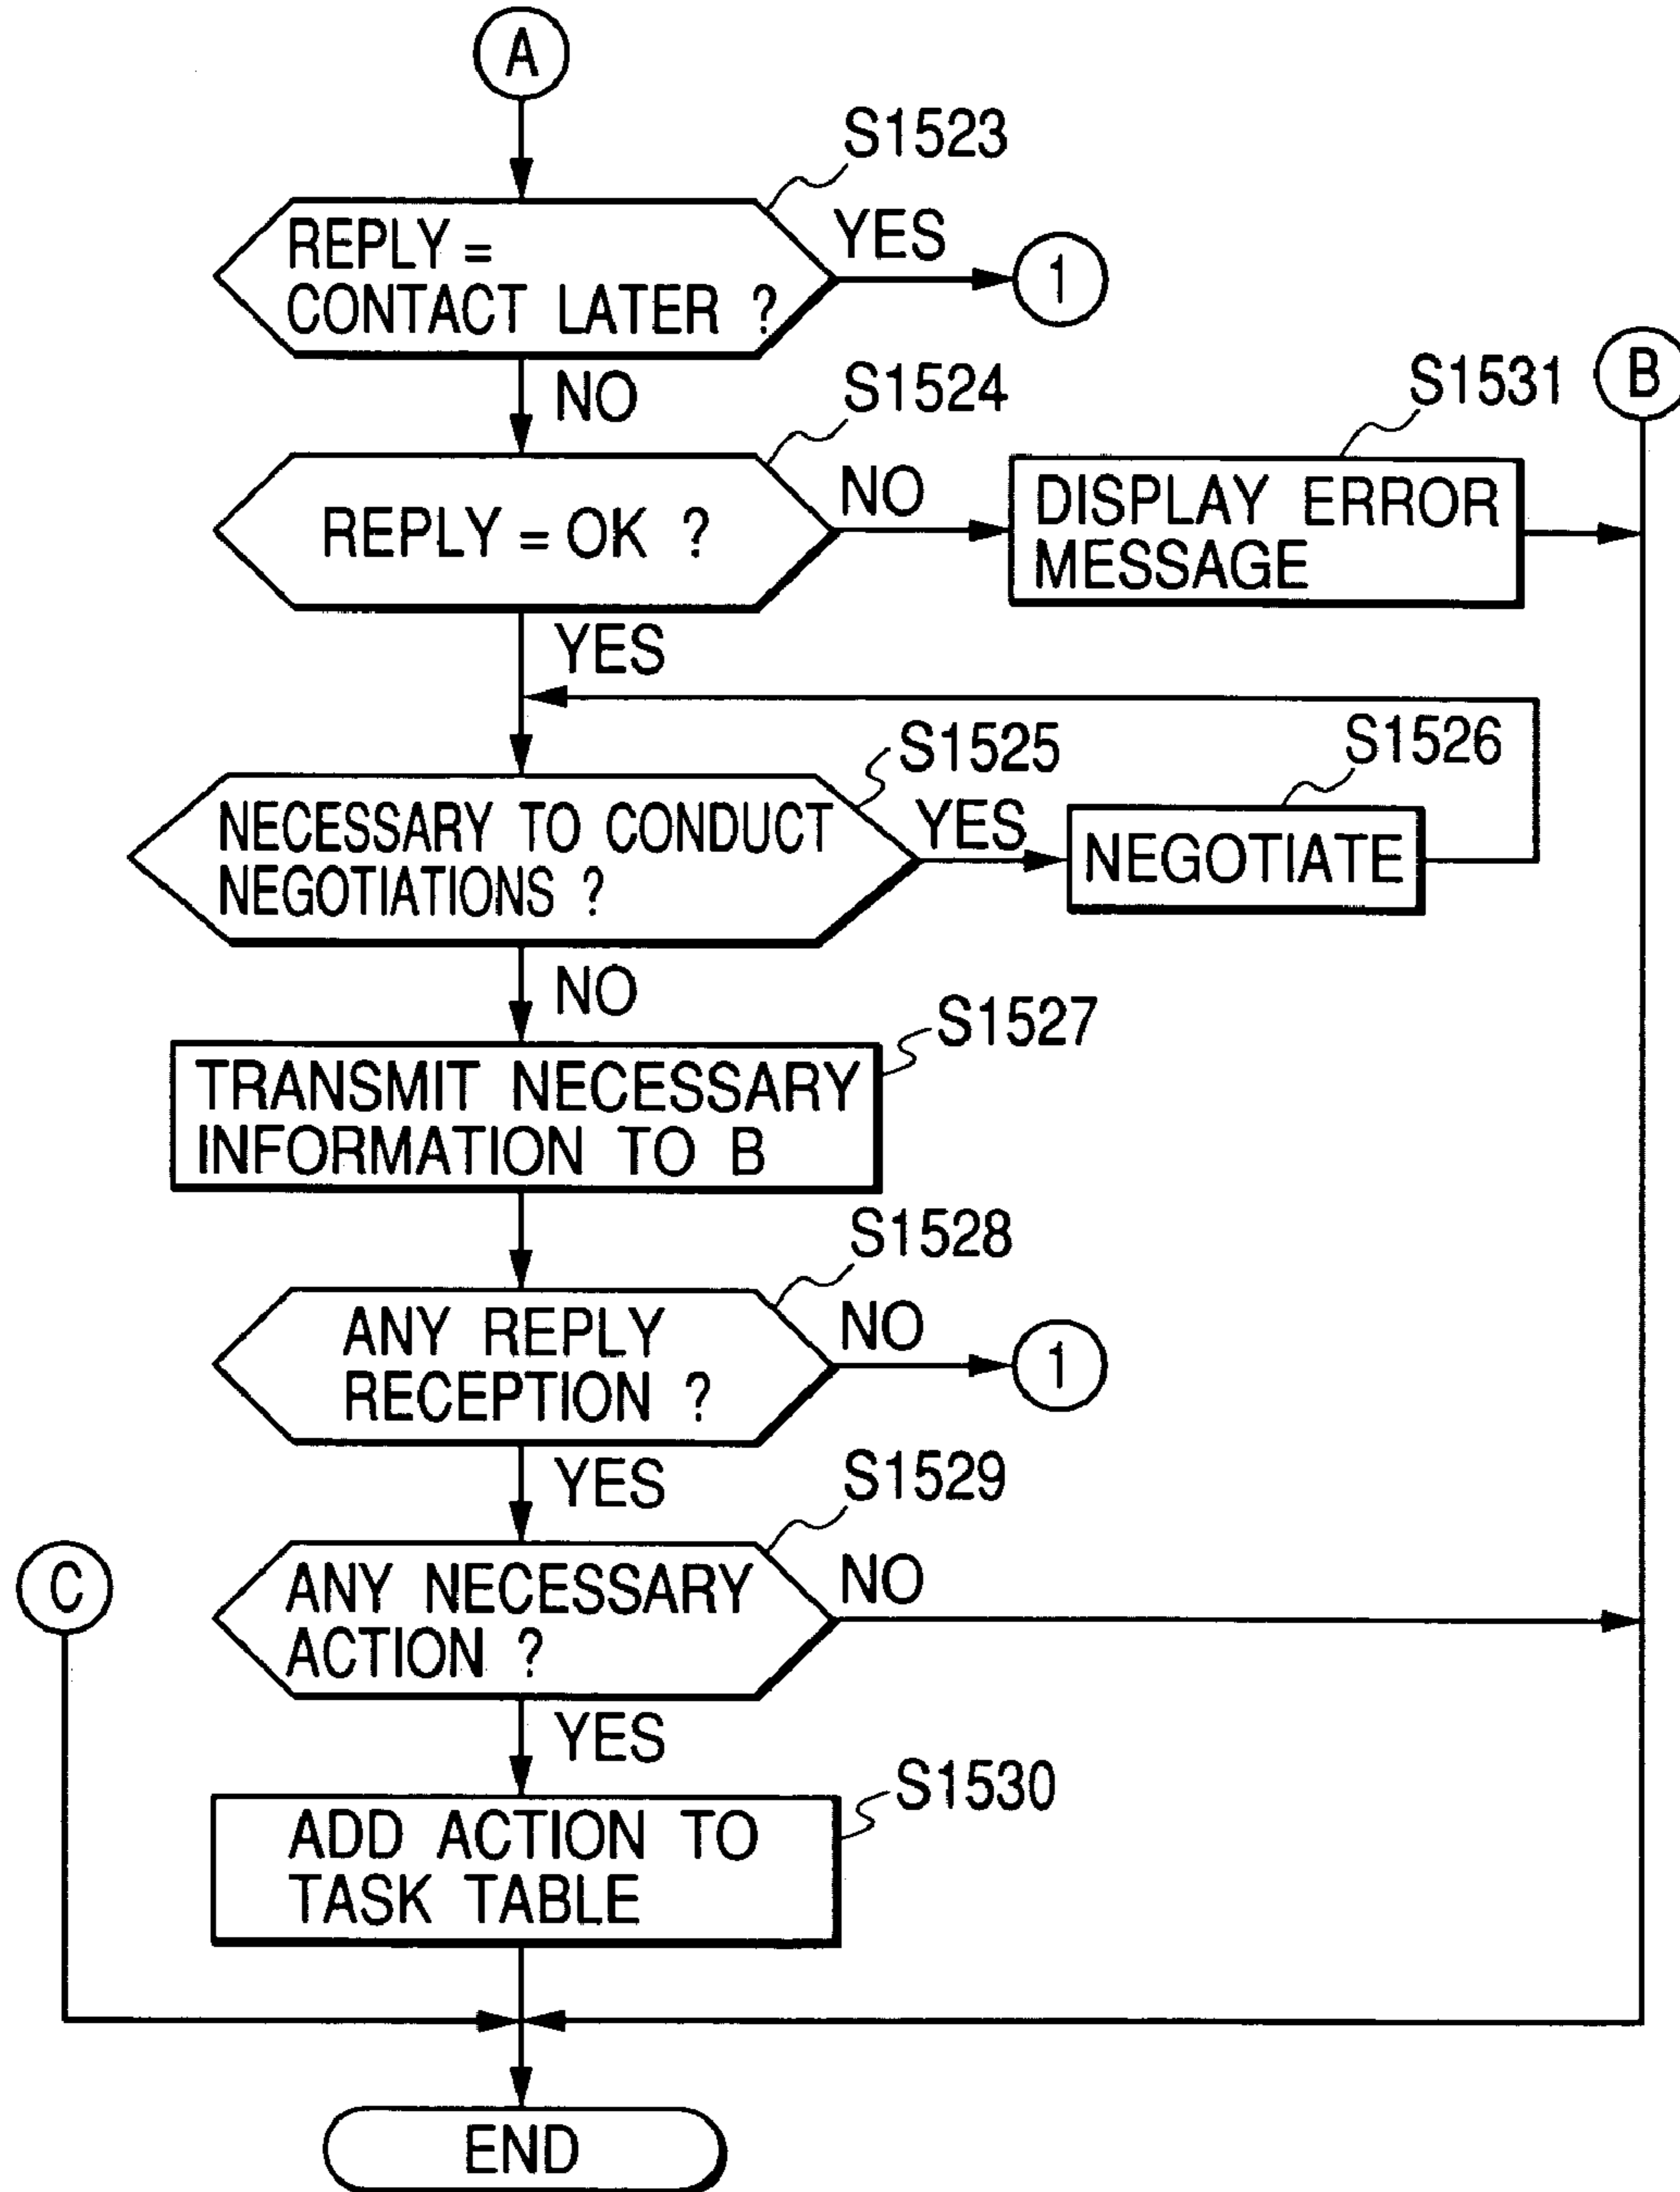 A
S1523
REPLY =
CONTACT LATER ?
YES
1
NO
S1524
REPLY = OK ?
NO
S1531
DISPLAY ERROR
MESSAGE
B
YES
S1525
NECESSARY TO CONDUCT
NEGOTIATIONS ?
YES
S1526
NEGOTIATE
NO
S1527
TRANSMIT NECESSARY
INFORMATION TO B
S1528
ANY REPLY
RECEPTION ?
NO
1
YES
S1529
C
ANY NECESSARY
ACTION ?
NO
YES
S1530
ADD ACTION TO
TASK TABLE
END